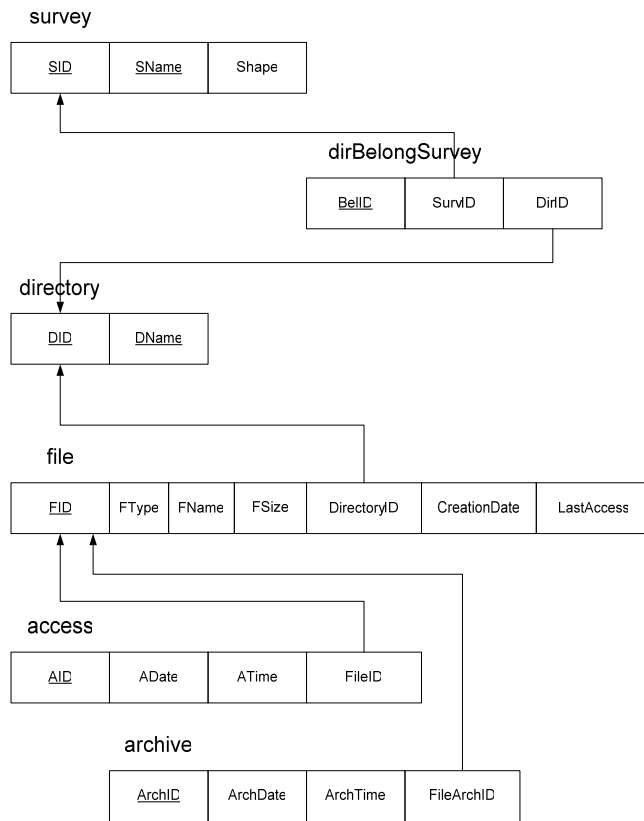 survey
SID SName Shape
dirBelongSurvey
BelID SurvID DirID
directory
DID DName
file
FID FType FName FSize DirectoryID CreationDate LastAccess
access
AID ADate ATime FileID
archive
ArchID ArchDate ArchTime FileArchID